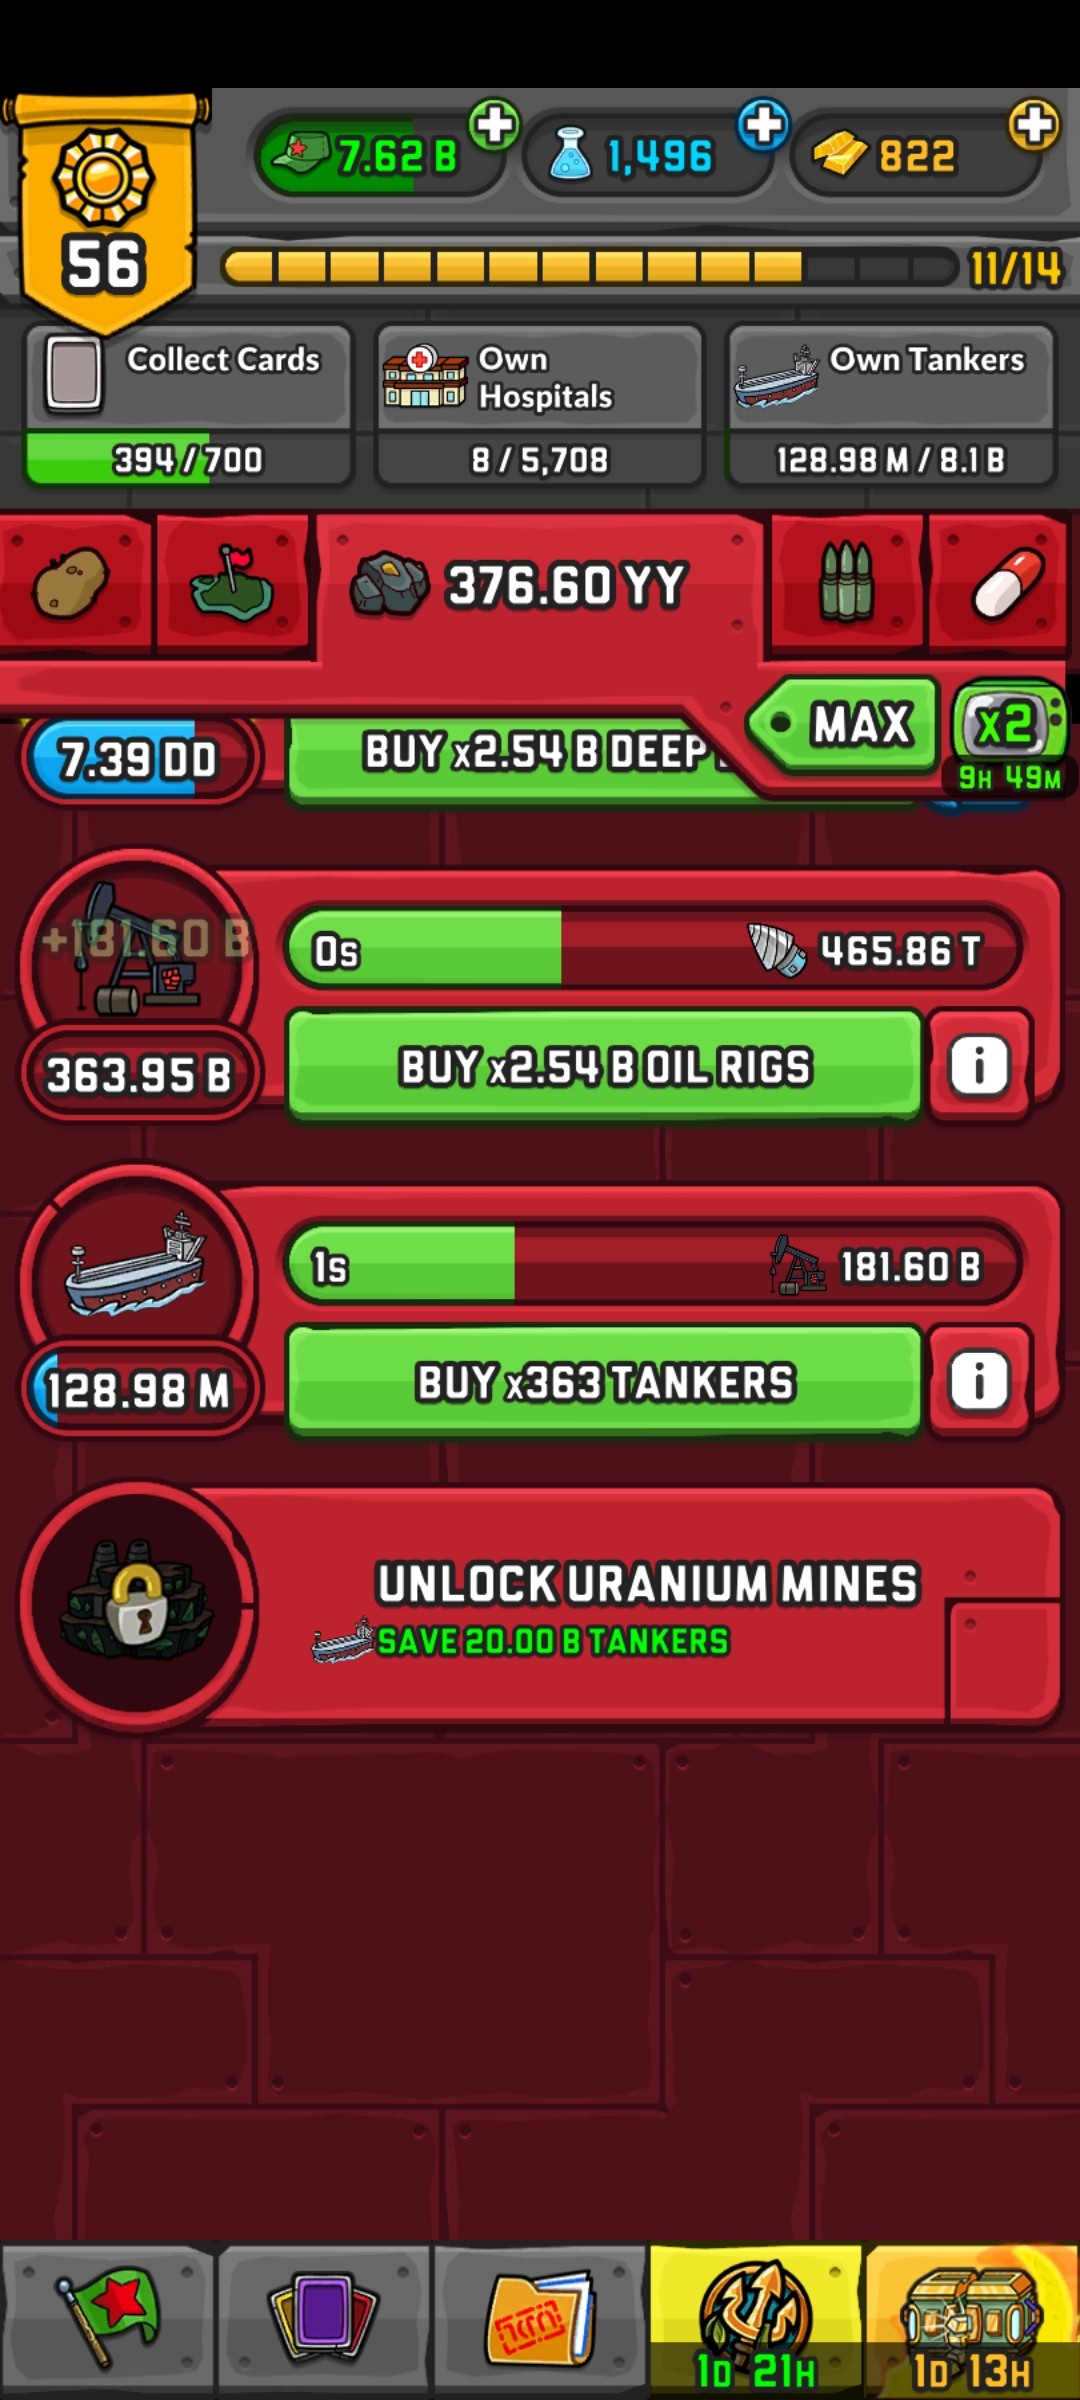 7.62 B
1,496
822
56
11/14
Collect Cards
394/700
Own
Hospitals
8/5,708
Own Tankers
128.98 M/8.1 B
376.60 YY
MAX
x2
9H 49M
7.39 DD
BUY x2.54 B DEEP
+181.60 B
0s
465.86 T
363.95 B
BUY x2.54 B OIL RIGS
i
1s
181.60 B
128.98 M
BUY x363 TANKERS
i
UNLOCK URANIUM MINES
SAVE 20.00 B TANKERS
1D 21H
1D 13H